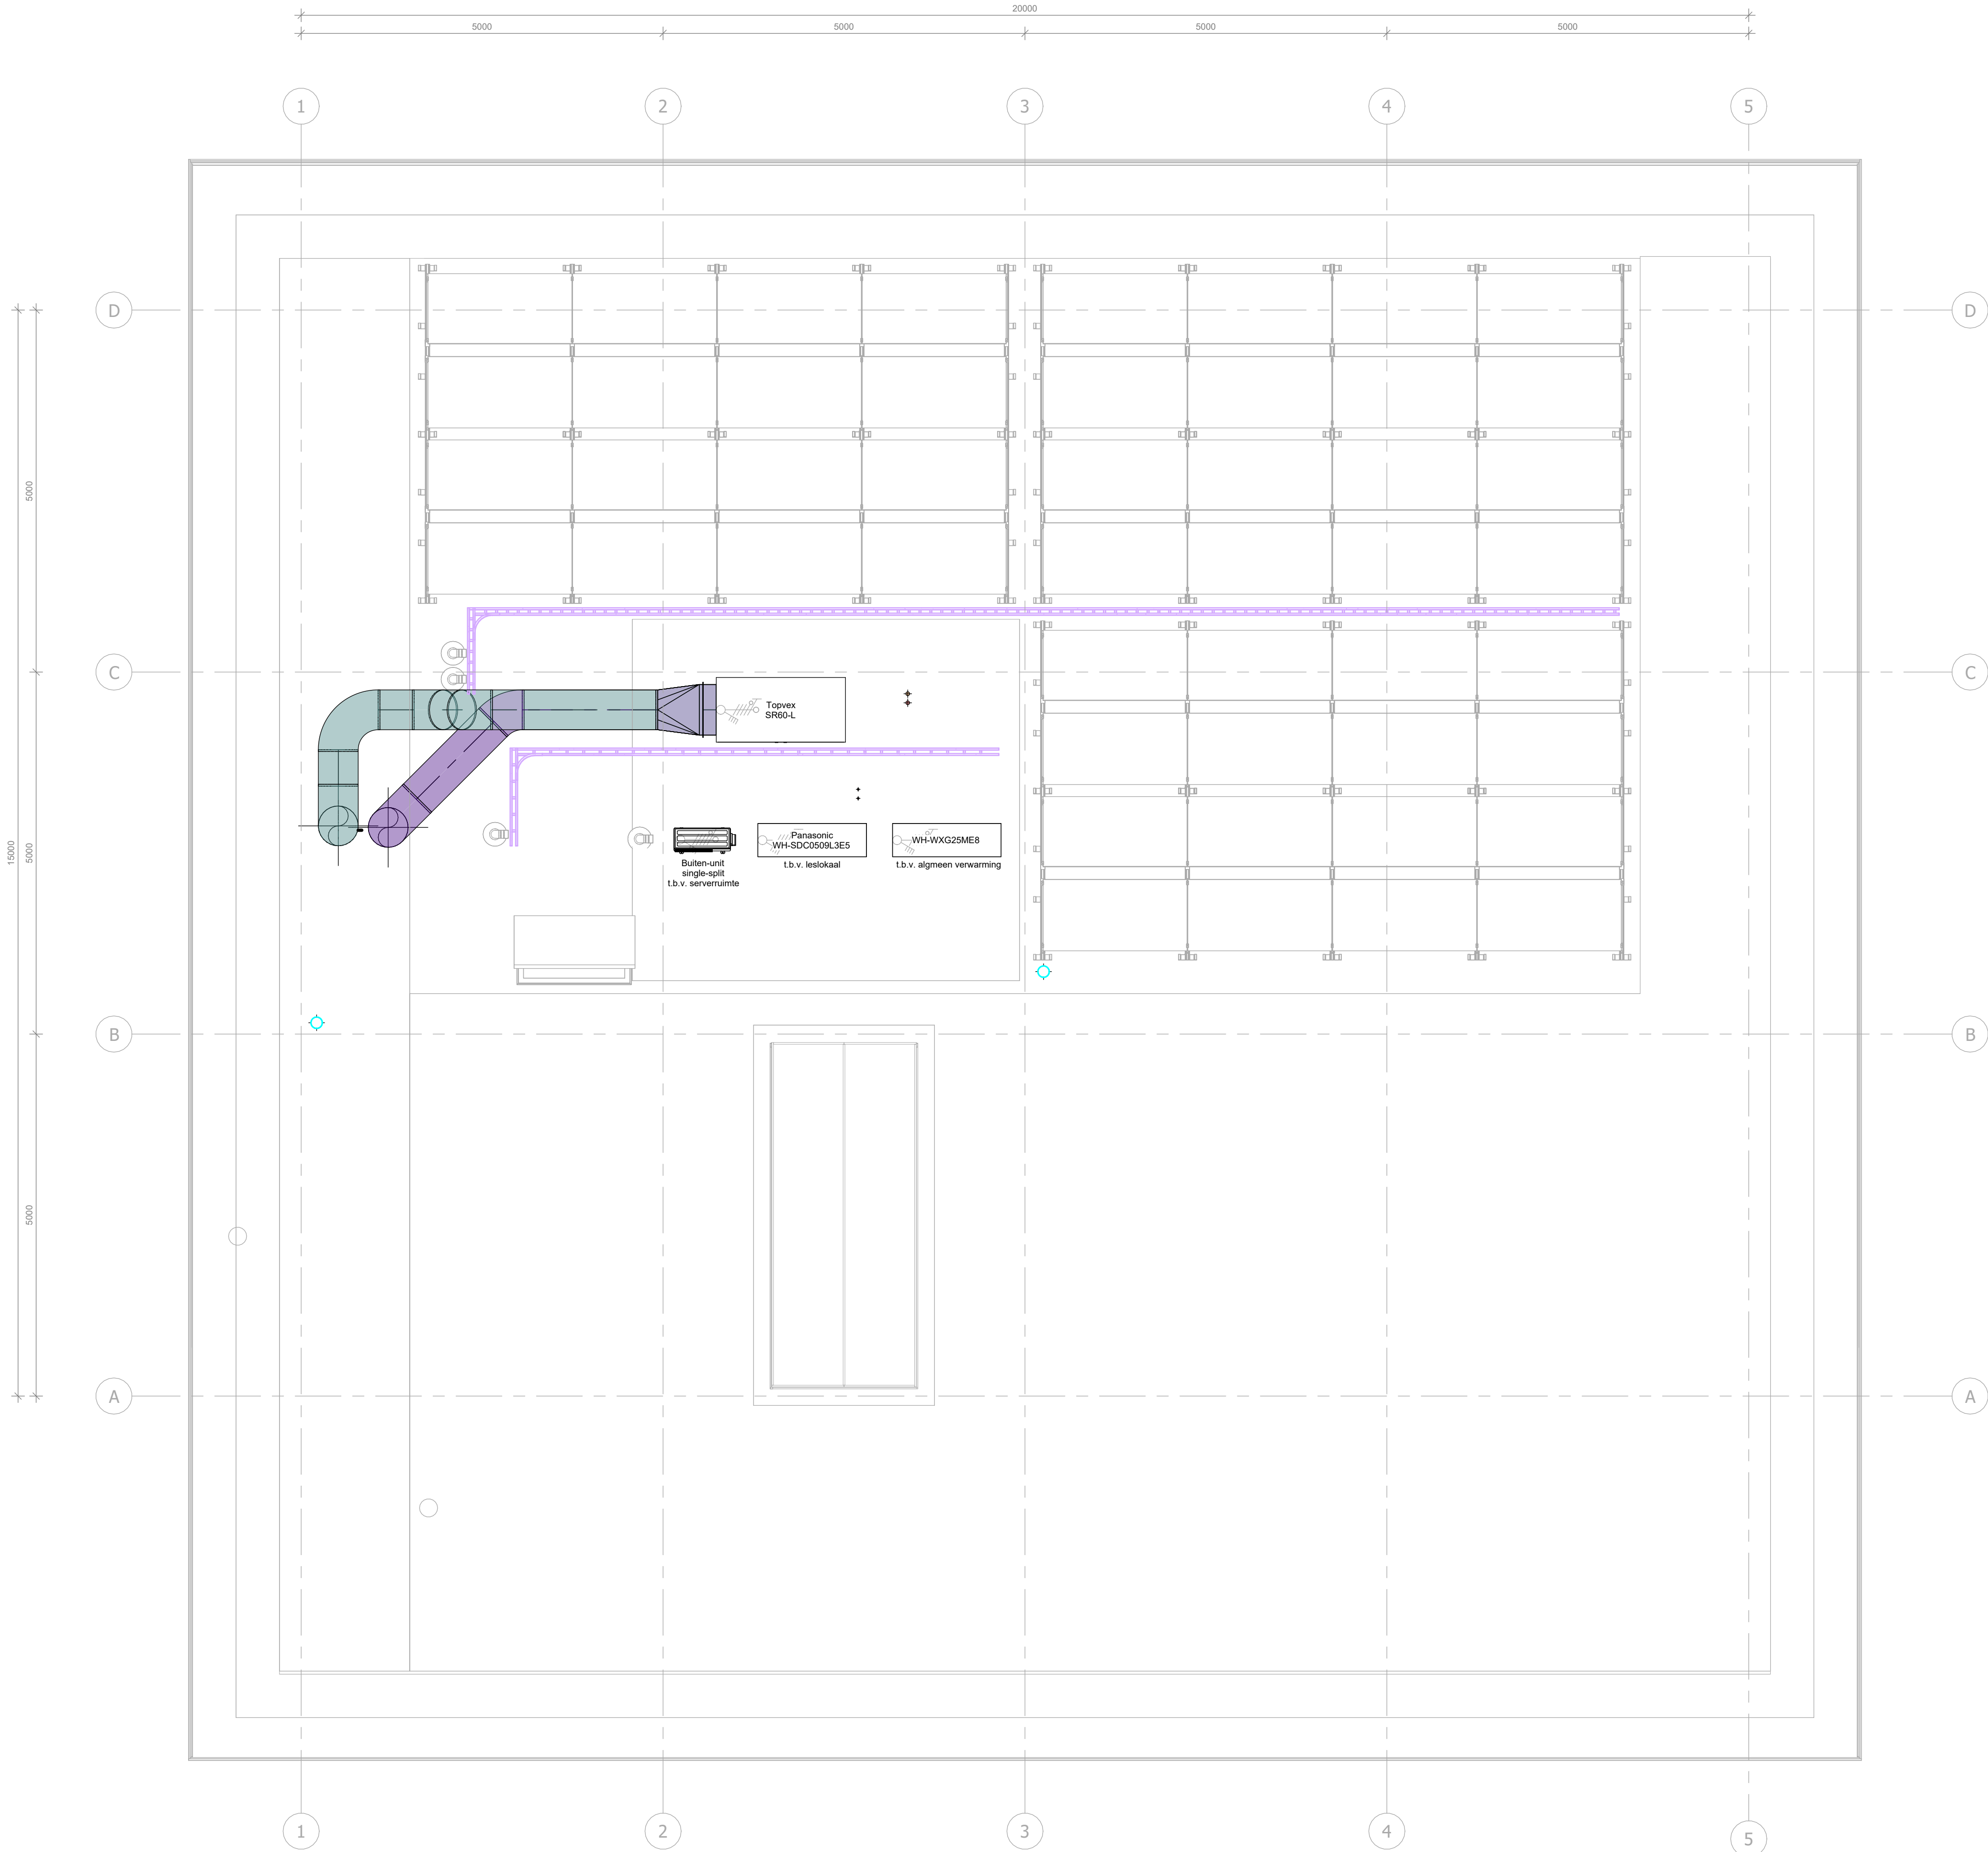 20000
5000
5000
5000
5000
1
2
3
4
5
D
D
5000
C
C
Topvex
SR60-L
15000
5000
Panasonic
WH-SDC0509L3E5
WH-WXG25ME8
Buiten-unit
single-split
t.b.v. serverruimte
t.b.v. leslokaal
t.b.v. algmeen verwarming
B
B
5000
A
A
1
2
3
4
5